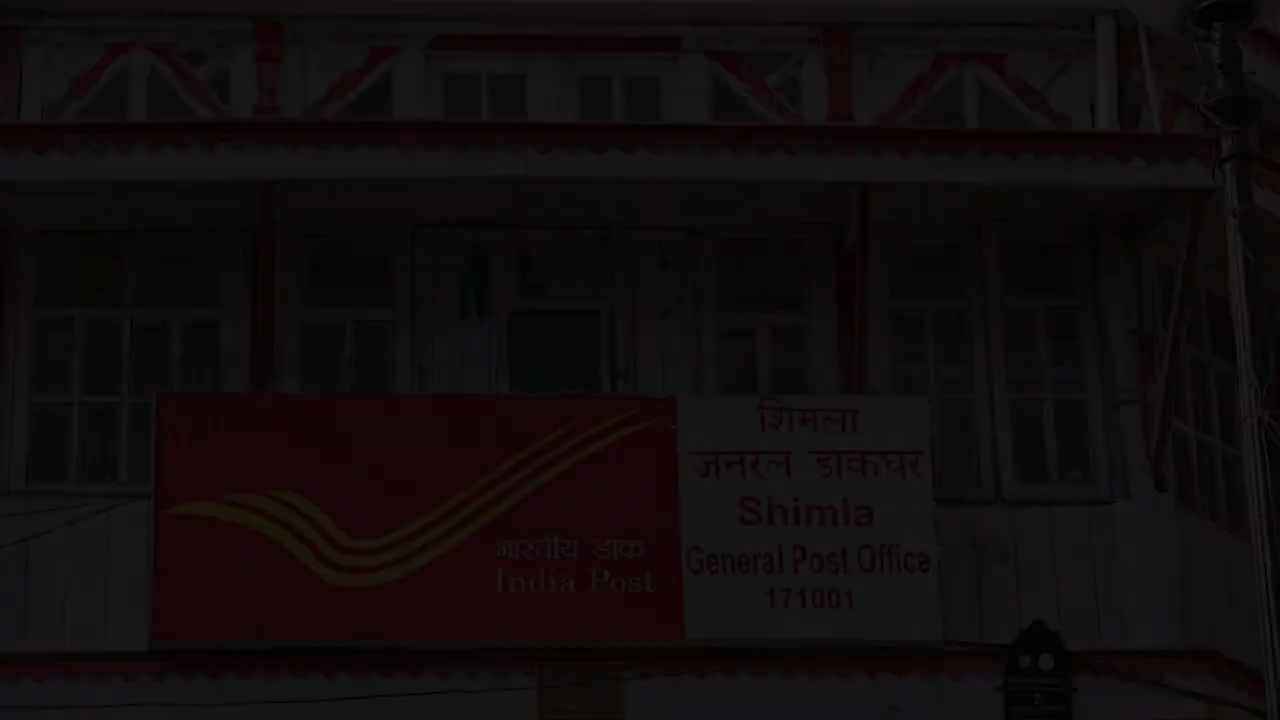 भारतीय डाक
India Post
शिमला
जनरल डाकघर
Shimla
General Post Office
171001